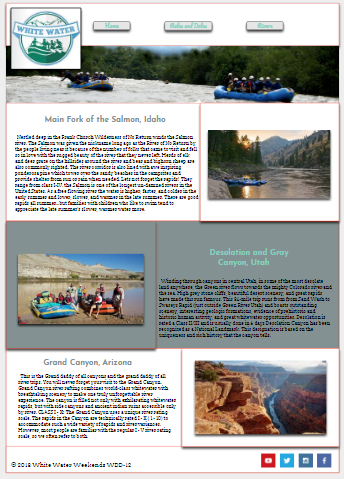 WHITE WATER
Home
Rules and Dates
Rivers
Main Fork of the Salmon, Idaho
Nestled deep in the Frank Church Wilderness of No Return winds the Salmon
river. The Salmon was given the nickname long ago as the River of No Return by
the people living near it because of the number of folks that came to visit and fell
so in love with the rugged beauty of the river that they never left. Herds of elk
and deer graze on the hillsides around the river and bear and bighorn sheep are
also commonly sighted. The river corridor is also lined with awe inspiring
ponderosa pine which tower over the sandy beaches in the campsites and
provide shelter from sun or rain when needed. Lets not forget the rapids! They
range from class I-IV, the Salmon is one of the longest un-dammed rivers in the
United States. As a free flowing river the water is higher, faster, and colder in the
early summer and lower, slower, and warmer in the late summer. These are good
rapids all summer, but families with children who like to swim tend to
appreciate the late summer's slower, warmer water more.
Desolation and Gray
Canyon, Utah
Winding through canyons in central Utah, in some of the most desolate
land anywhere, the Green river flows towards the mighty Colorado river and
the sea. High grey stone cliffs, beautiful desert scenery, and great rapids
have made this run famous. This 84-mile trip runs from Sand Wash to
Swaseys Rapid (just outside Green River Utah) and boasts outstanding
scenery, interesting geologic formations, evidence of prehistoric and
historic human activity, and great whitewater opportunities. Desolation is
rated a Class II/III and is usually done in 6 days. Desolation Canyon has been
recognized as a National landmark. This designation is based on the
uniqueness and rich history that the canyon tells.
Grand Canyon, Arizona
This is the Granddaddy of all canyons and the grand daddy of all
river trips. You will never forget your visit to the Grand Canyon.
Grand Canyon river rafting combines world-class whitewater with
breathtaking scenery to make one truly unforgettable river
experience. The canyon is filled not only with exhilarating whitewater
rapids, but with side canyons and ancient indian ruins accessible only
by river. CLASS I - X: The Grand Canyon uses a unique river rating
scale. The rapids in the canyon are technically rated I - X ( 1 - 10) to
accommodate such a wide variety of rapids and river variances.
However, most people are familiar with the regular I - V river rating
scale, so we often refer to both.
© 2018 White Water Weekends WDD-12